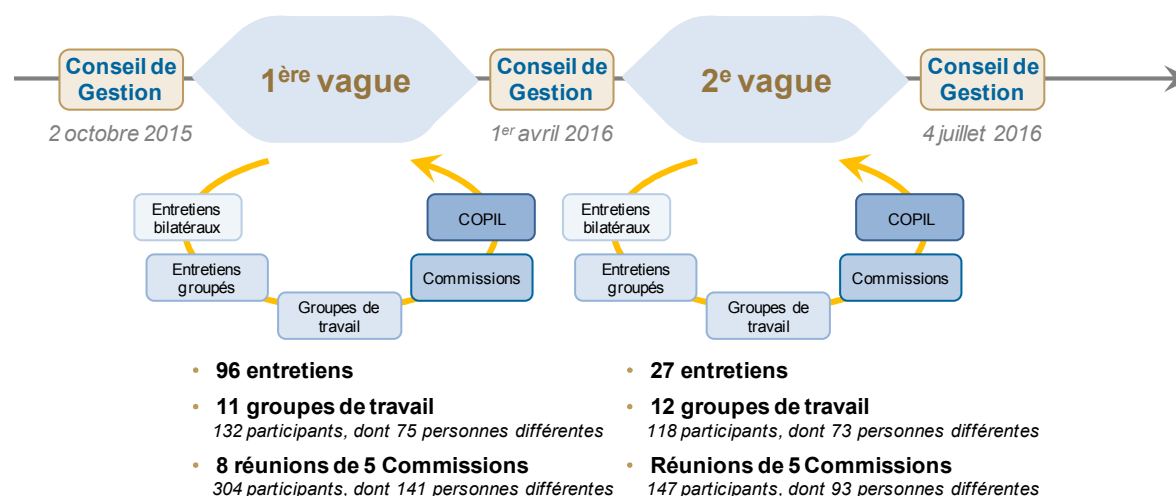 Conseil de
Gestion
1ère vague
Conseil de
Gestion
2e vague
Conseil de
Gestion
2 octobre 2015
1er avril 2016
4 juillet 2016
Entretiens
bilatéraux
COPIL
Entretiens
groupés
Commissions
Groupes de
travail
Entretiens
bilatéraux
COPIL
Entretiens
groupés
Commissions
Groupes de
travail
• 96 entretiens
• 11 groupes de travail
132 participants, dont 75 personnes différentes
• 8 réunions de 5 Commissions
304 participants, dont 141 personnes différentes
• 27 entretiens
• 12 groupes de travail
118 participants, dont 73 personnes différentes
• Réunions de 5 Commissions
147 participants, dont 93 personnes différentes